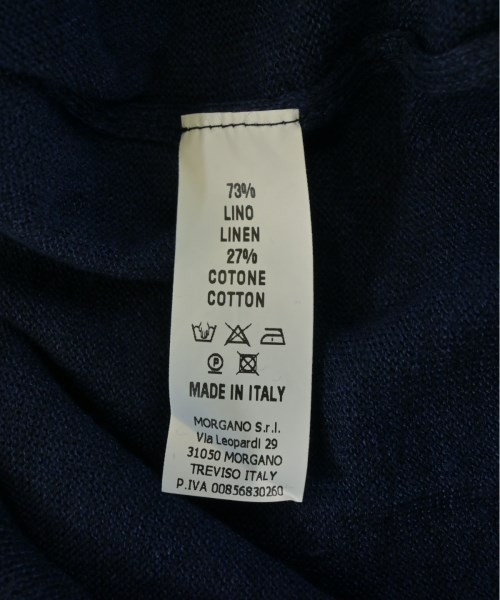 73%
LINO
LINEN
27%
COTONE
COTTON
P
MADE IN ITALY
MORGANO S.r.l.
Via Leopardi 29
31050 MORGANO
TREVISO ITALY
P.IVA 00856830260